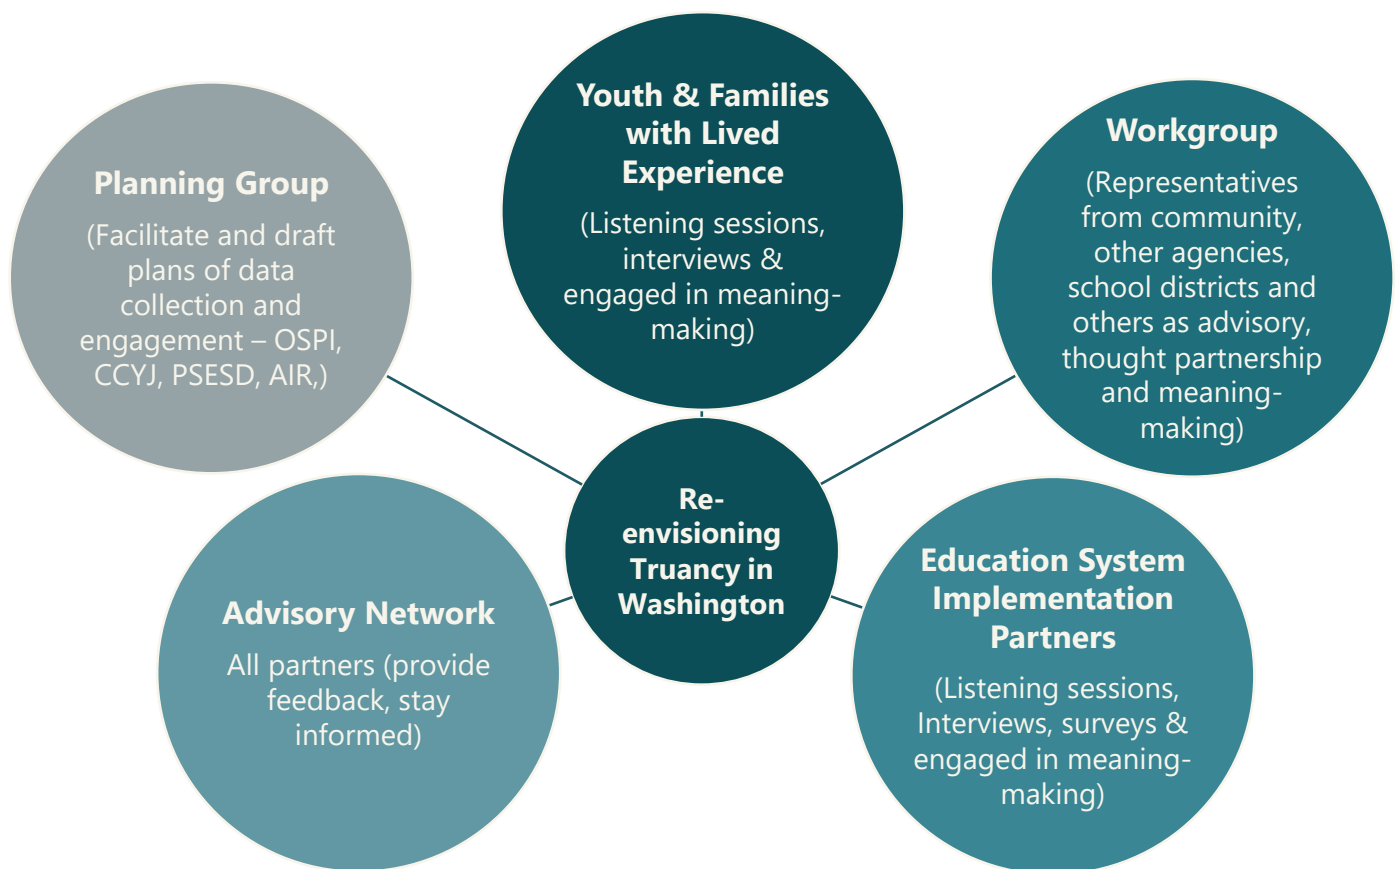 Youth & Families
with Lived
Experience
(Listening sessions,
interviews &
engaged in meaning-
making)
Planning Group
(Facilitate and draft
plans of data
collection and
engagement – OSPI,
CCYJ, PSESD, AIR,)
Workgroup
(Representatives
from community,
other agencies,
school districts and
others as advisory,
thought partnership
and meaning-
making)
Re-
envisioning
Truancy in
Washington
Advisory Network
All partners (provide
feedback, stay
informed)
Education System
Implementation
Partners
(Listening sessions,
Interviews, surveys &
engaged in meaning-
making)